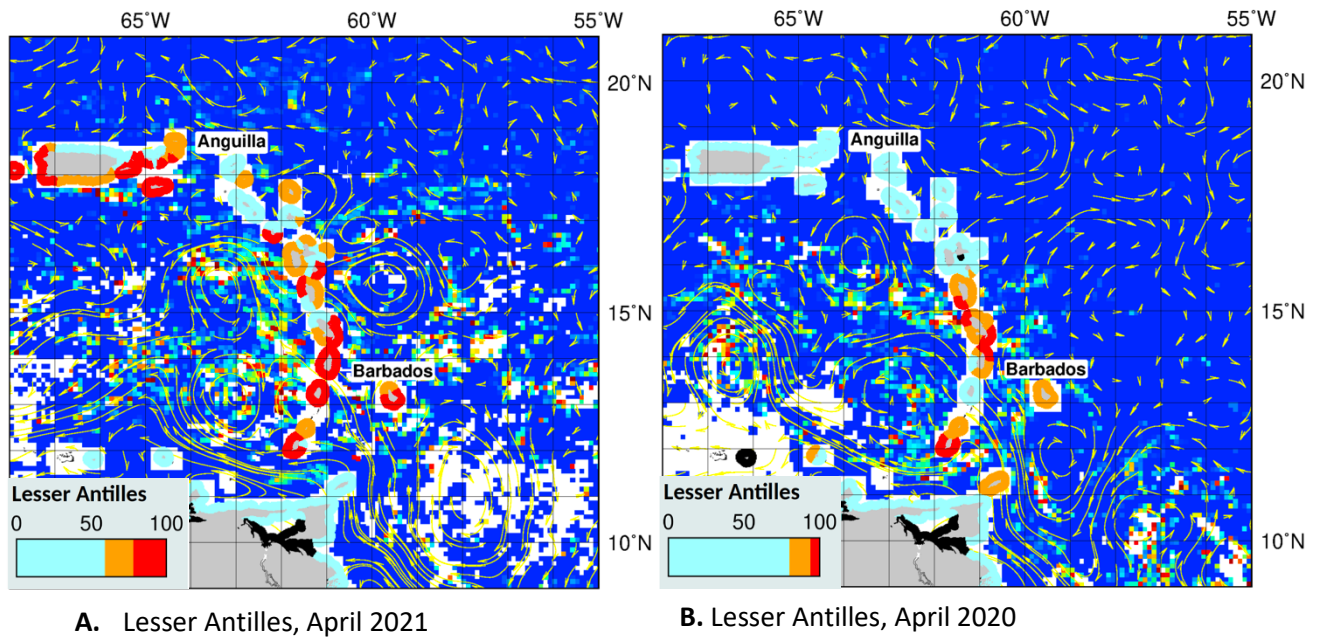 65°W 60°W 55°W
65°W 60°W 55°W
20°N
20°N
Anguilla
Anguilla
15°N
15°N
Barbados
Barbados
Lesser Antilles
0 50 100
Lesser Antilles
0 50 100
10°N
10°N
A. Lesser Antilles, April 2021
B. Lesser Antilles, April 2020